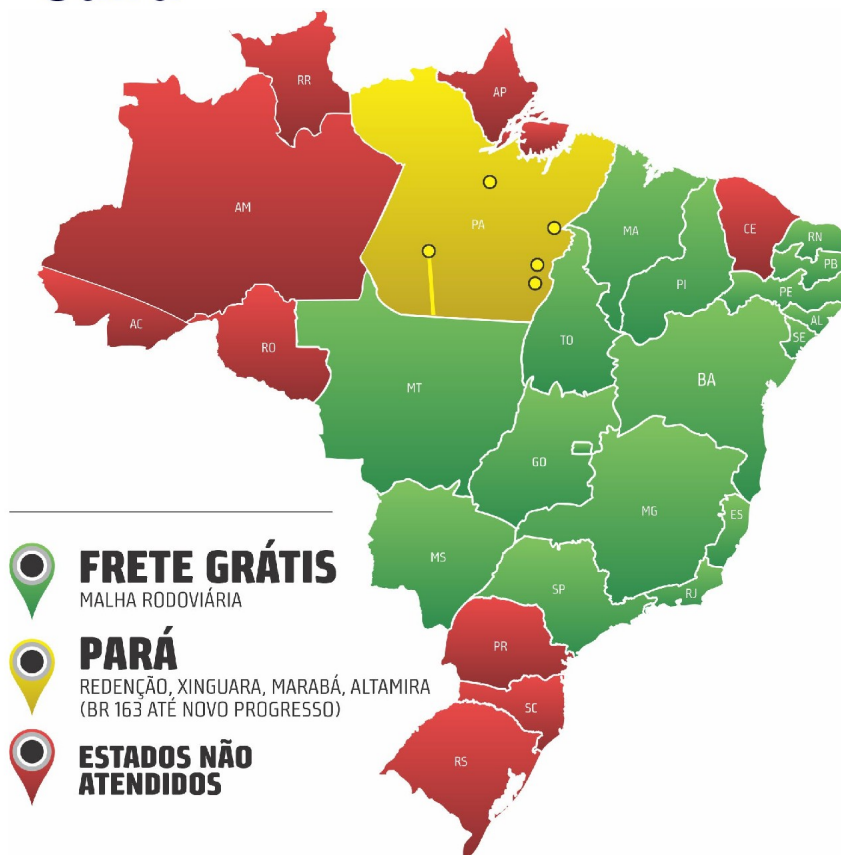 RR
AP
AM
PA
MA
CE
RN
PB
PI
PE
AL
SE
AC
RO
TO
MT
BA
GO
MG
ES
MS
SP
RJ
PR
SC
RS
FRETE GRÁTIS
MALHA RODOVIÁRIA
PARÁ
REDENÇÃO, XINGUARA, MARABÁ, ALTAMIRA
(BR 163 ATÉ NOVO PROGRESSO)
ESTADOS NÃO
ATENDIDOS